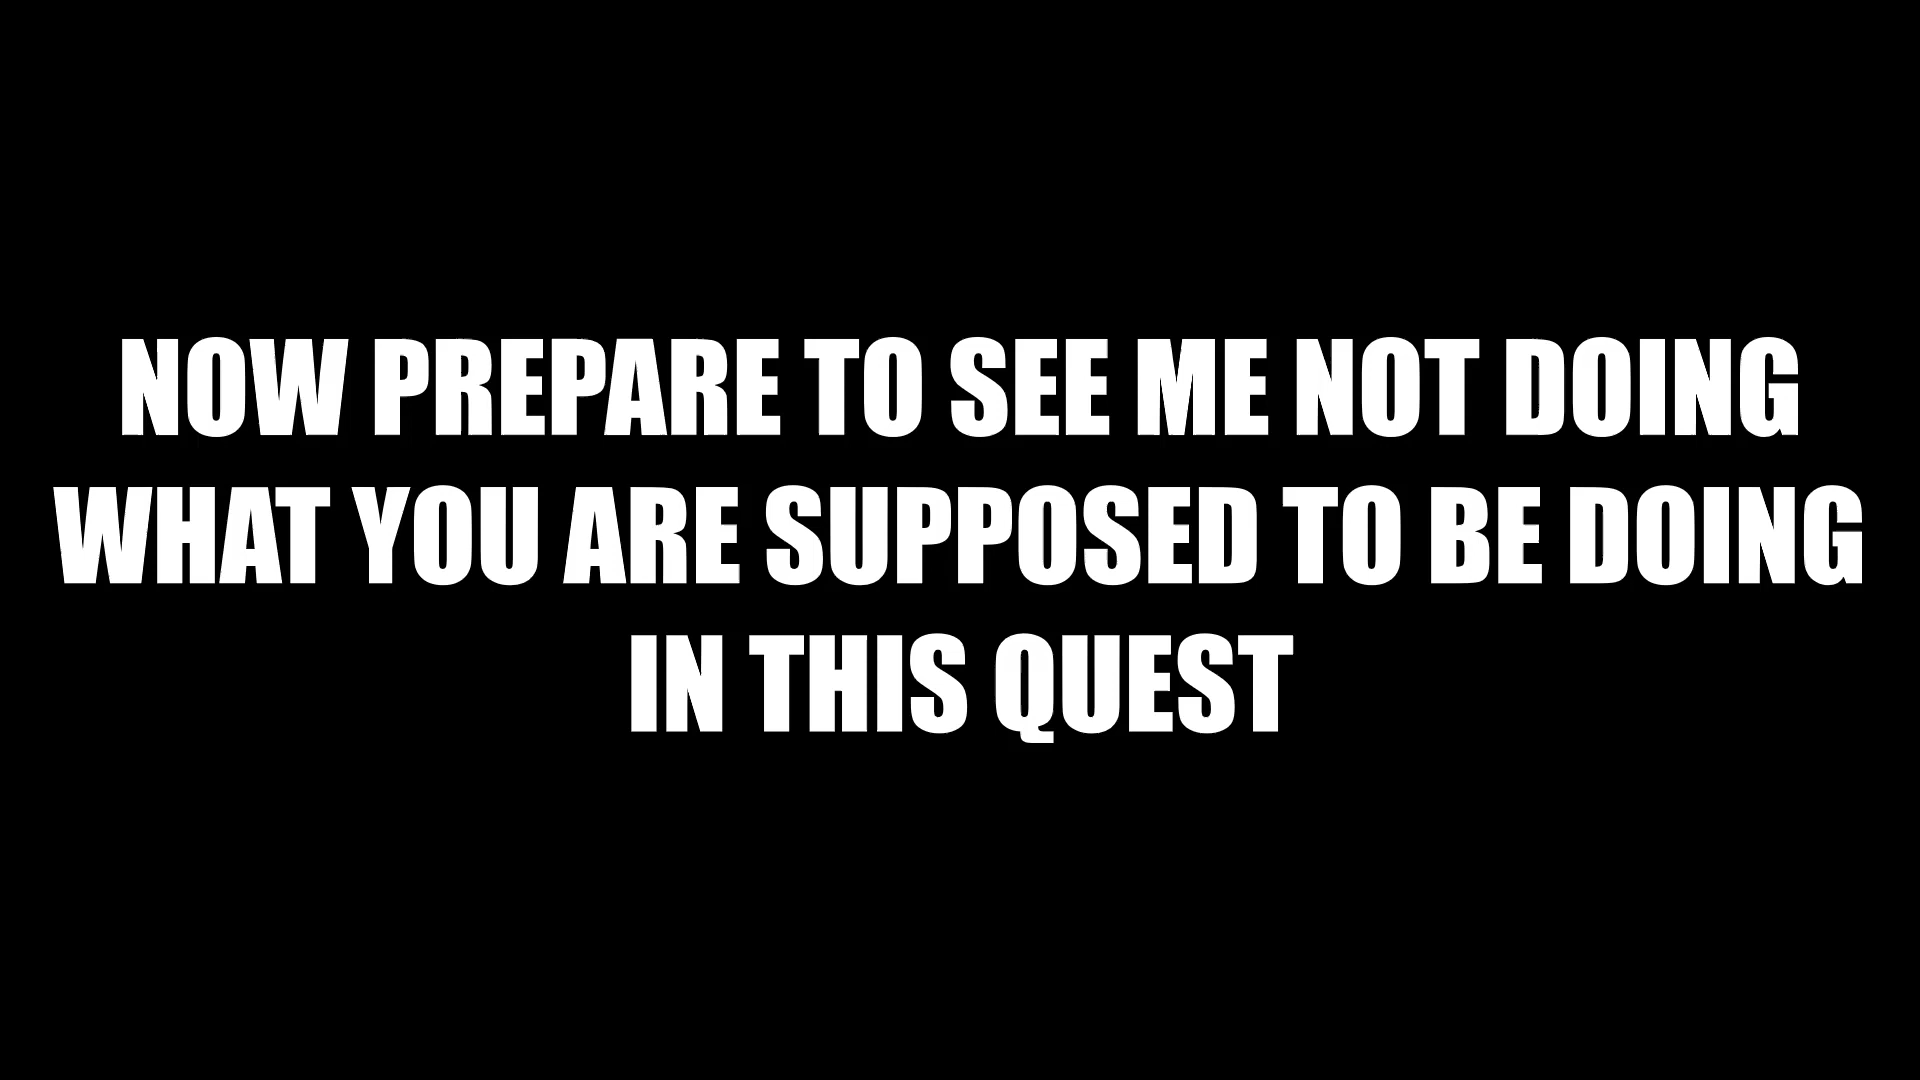 NOW PREPARE TO SEE ME NOT DOING
WHAT YOU ARE SUPPOSED TO BE DOING
IN THIS QUEST